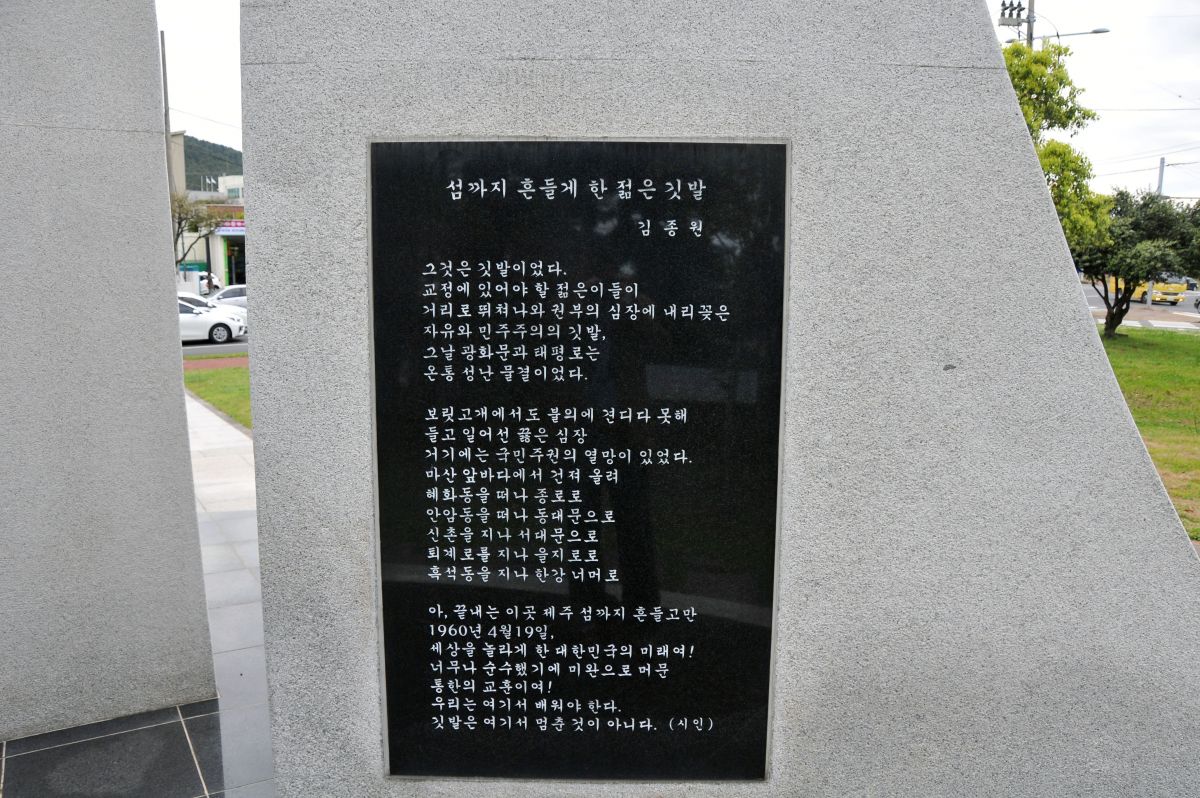 섬까지 흔들게 한 젊은 깃발
김종원
그것은 깃발이었다.
교정에 있어야 할 젊은이들이
거리로 뛰쳐나와 권부의 심장에 내리꽂은
자유와 민주주의의 깃발,
그날 광화문과 태평로는
온통 성난 물결이었다.
보릿고개에서도 불의에 견디다 못해
들고 일어선 끓은 심장
거기에는 국민주권의 열망이 있었다.
마산 앞바다에서 건져 올려
혜화동을 떠나 종로로
안암동을 떠나 동대문으로
신촌을 지나 서대문으로
퇴계로를 지나 을지로로
흑석동을 지나 한강 너머로
아, 끝내는 이곳 제주 섬까지 흔들고만
1960년 4월19일,
세상을 놀라게 한 대한민국의 미래여!
너무나 순수했기에 미완으로 머문
통한의 교훈이여!
우리는 여기서 배워야 한다.
깃발은 여기서 멈춘 것이 아니다. (시인)